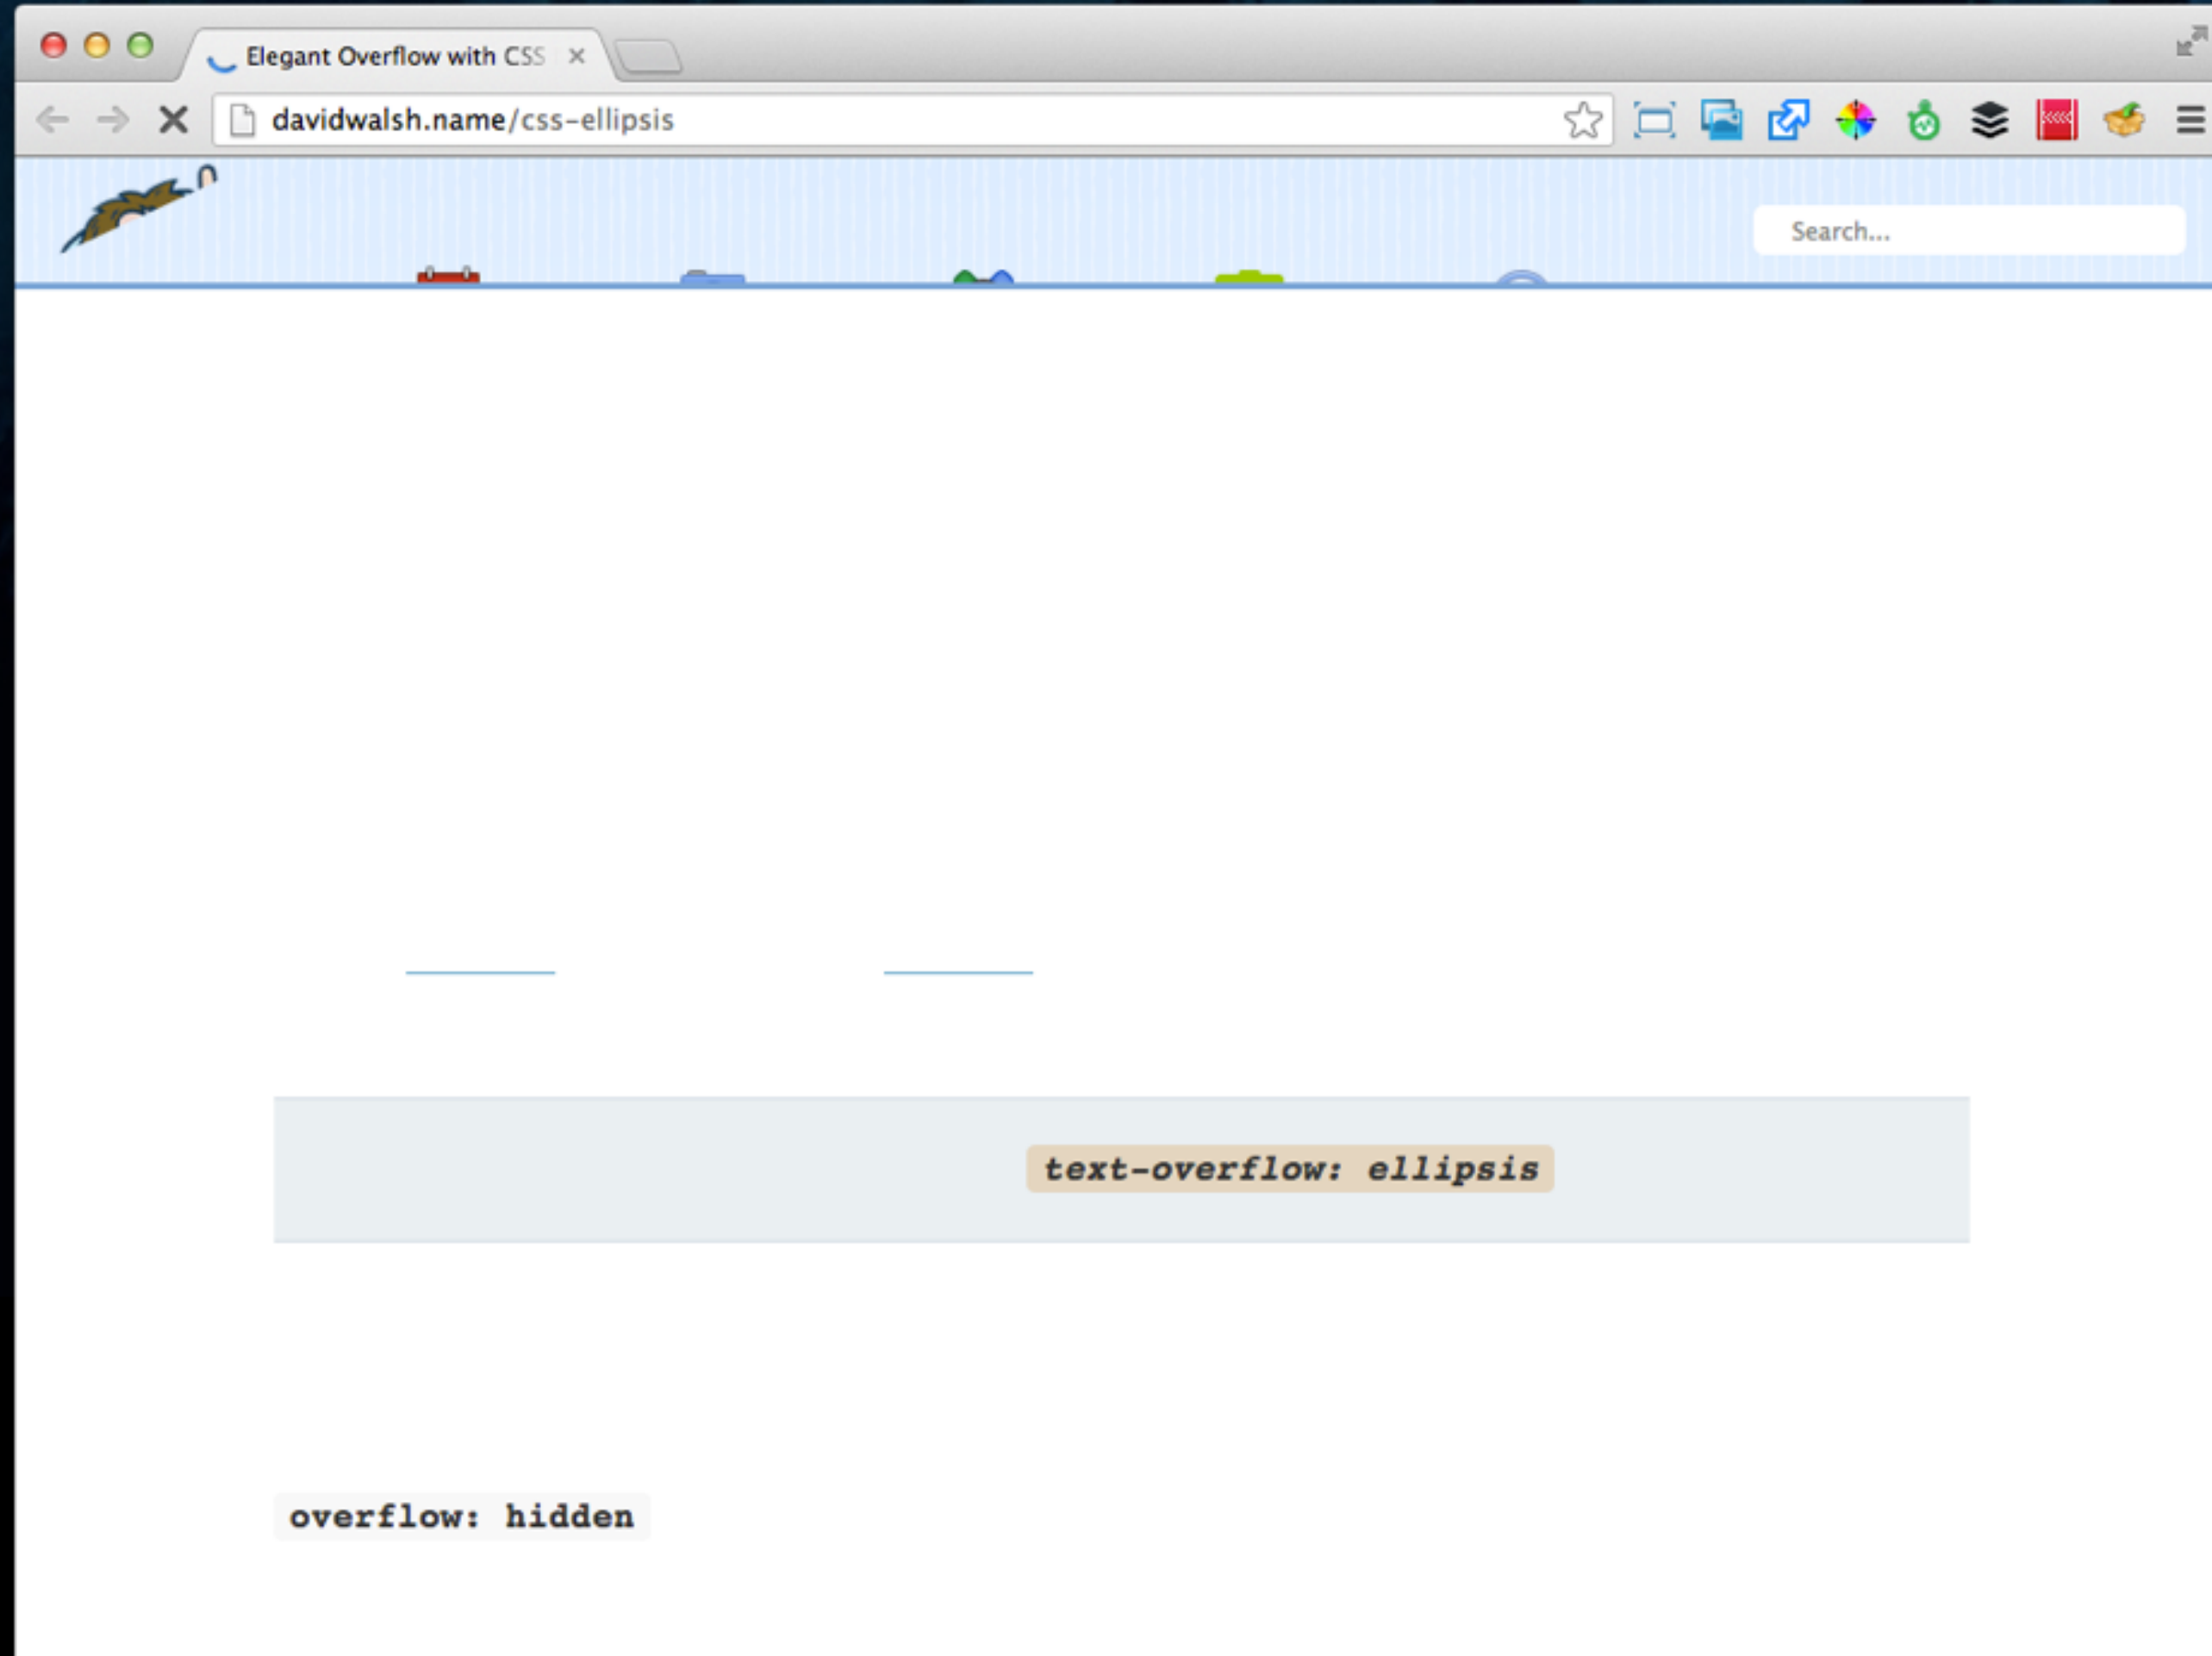 Elegant Overflow with CSS
davidwalsh.name/css-ellipsis
Search...
text-overflow: ellipsis
overflow: hidden